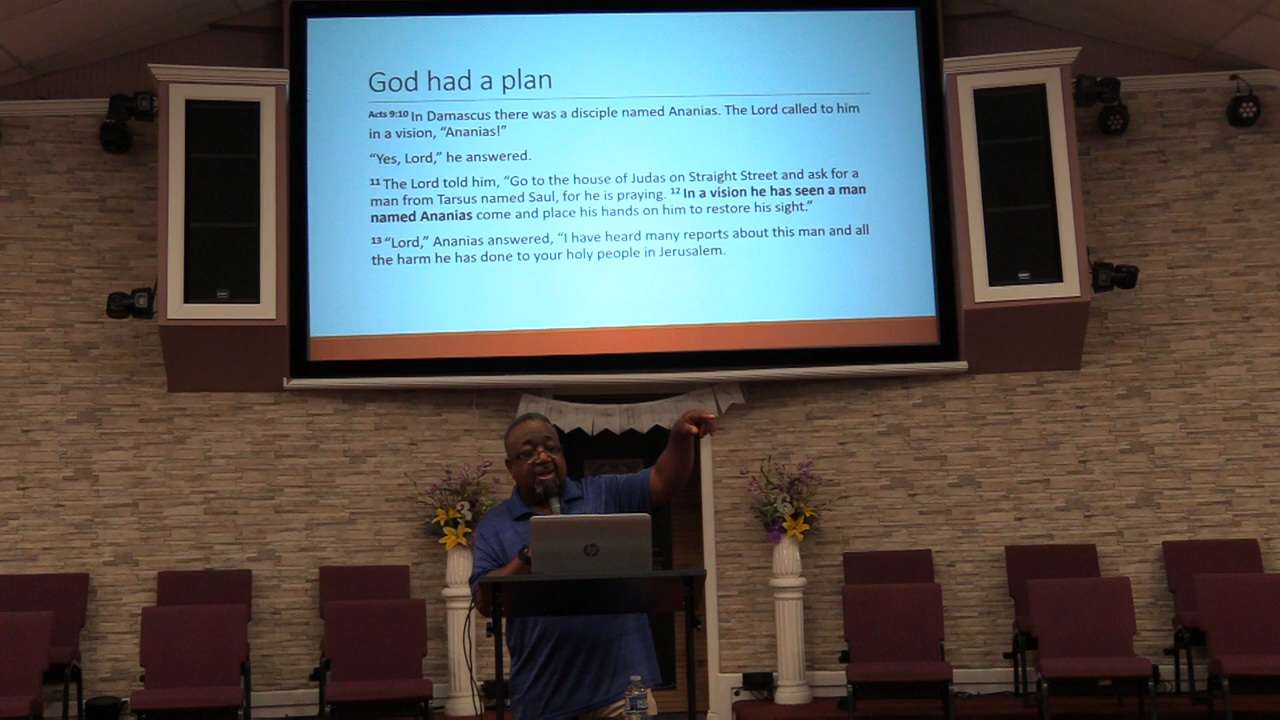 God had a plan
Acts 9:10 In Damascus there was a disciple named Ananias. The Lord called to him
in a vision, “Ananias!”
“Yes, Lord,” he answered.
11 The Lord told him, “Go to the house of Judas on Straight Street and ask for a
man from Tarsus named Saul, for he is praying. 12 In a vision he has seen a man
named Ananias come and place his hands on him to restore his sight.”
13 “Lord,” Ananias answered, “I have heard many reports about this man and all
the harm he has done to your holy people in Jerusalem.
hp